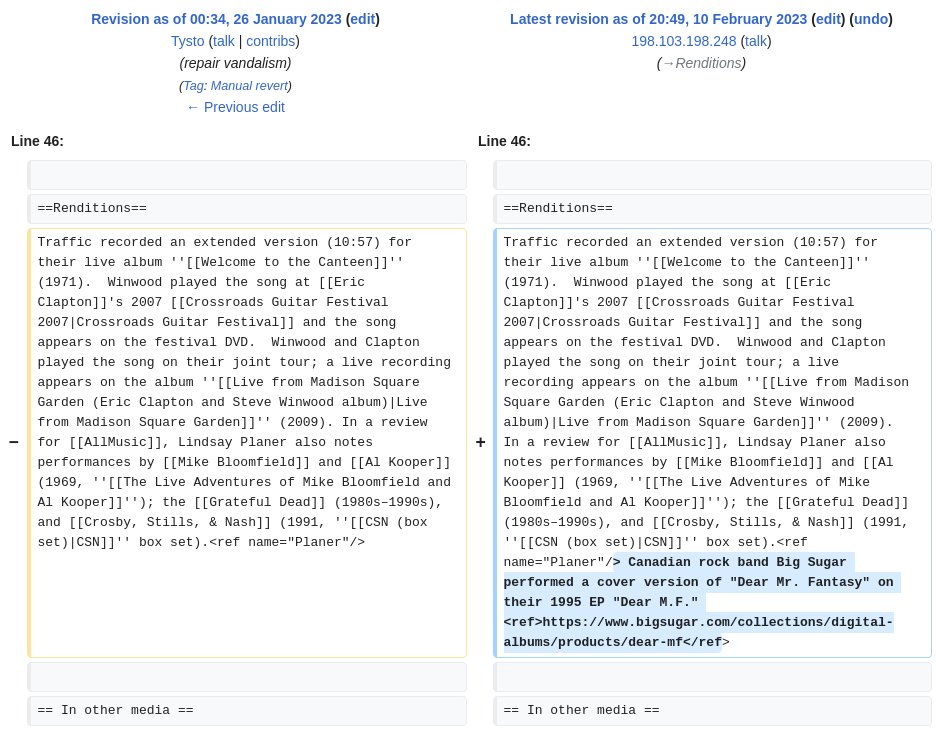 Revision as of 00:34, 26 January 2023 (edit)
Tysto (talk | contribs)
(repair vandalism)
(Tag: Manual revert)
← Previous edit
Latest revision as of 20:49, 10 February 2023 (edit) (undo)
198.103.198.248 (talk)
(→Renditions)
Line 46:
Line 46:
==Renditions==
==Renditions==
−
Traffic recorded an extended version (10:57) for
their live album ''[[Welcome to the Canteen]]''
(1971).  Winwood played the song at [[Eric
Clapton]]'s 2007 [[Crossroads Guitar Festival
2007|Crossroads Guitar Festival]] and the song
appears on the festival DVD.  Winwood and Clapton
played the song on their joint tour; a live recording
appears on the album ''[[Live from Madison Square
Garden (Eric Clapton and Steve Winwood album)|Live
from Madison Square Garden]]'' (2009). In a review
for [[AllMusic]], Lindsay Planer also notes
performances by [[Mike Bloomfield]] and [[Al Kooper]]
(1969, ''[[The Live Adventures of Mike Bloomfield and
Al Kooper]]''); the [[Grateful Dead]] (1980s–1990s),
and [[Crosby, Stills, & Nash]] (1991, ''[[CSN (box
set)|CSN]]'' box set).<ref name="Planer"/>
+
Traffic recorded an extended version (10:57) for
their live album ''[[Welcome to the Canteen]]''
(1971).  Winwood played the song at [[Eric
Clapton]]'s 2007 [[Crossroads Guitar Festival
2007|Crossroads Guitar Festival]] and the song
appears on the festival DVD.  Winwood and Clapton
played the song on their joint tour; a live
recording appears on the album ''[[Live from Madison
Square Garden (Eric Clapton and Steve Winwood
album)|Live from Madison Square Garden]]'' (2009).
In a review for [[AllMusic]], Lindsay Planer also
notes performances by [[Mike Bloomfield]] and [[Al
Kooper]] (1969, ''[[The Live Adventures of Mike
Bloomfield and Al Kooper]]''); the [[Grateful Dead]]
(1980s–1990s), and [[Crosby, Stills, & Nash]] (1991,
''[[CSN (box set)|CSN]]'' box set).<ref
name="Planer"/> Canadian rock band Big Sugar
performed a cover version of "Dear Mr. Fantasy" on
their 1995 EP "Dear M.F."
<ref>https://www.bigsugar.com/collections/digital-
albums/products/dear-mf</ref>
== In other media ==
== In other media ==